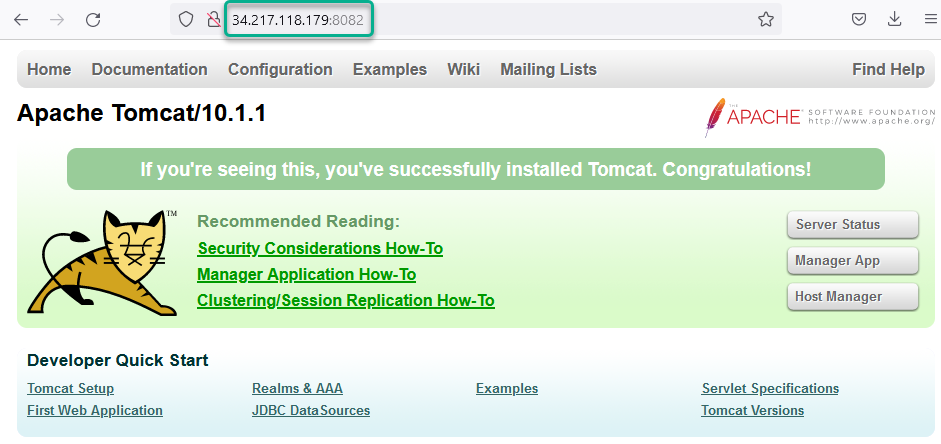 34.217.118.179:8082
Home Documentation Configuration Examples Wiki Mailing Lists Find Help
Apache Tomcat/10.1.1
THE APACHE® SOFTWARE FOUNDATION
http://www.apache.org/
If you're seeing this, you've successfully installed Tomcat. Congratulations!
TM
Recommended Reading:
Security Considerations How-To
Manager Application How-To
Clustering/Session Replication How-To
Server Status
Manager App
Host Manager
Developer Quick Start
Tomcat Setup Realms & AAA Examples Servlet Specifications
First Web Application JDBC DataSources Tomcat Versions